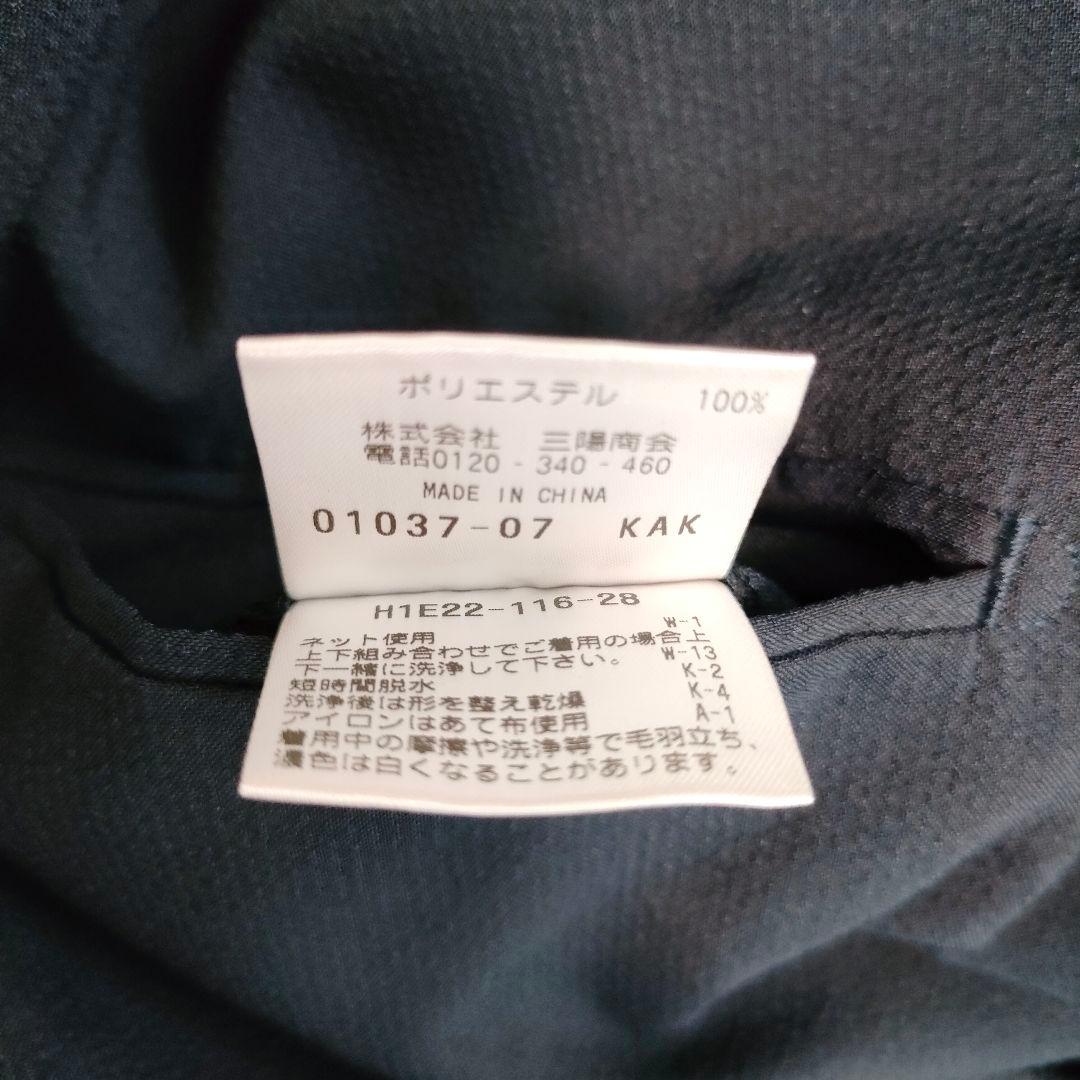 ポリエステル 100%
株式会社 三陽商会
電話0120-340-460
MADE IN CHINA
01037-07 KAK
H1E22-116-28
ネット使用 W-1
上下組み合わせでご着用の場合上
下一緒に洗浄して下さい。 W-13
短時間脱水 K-2
洗浄後は形を整え乾燥 K-4
アイロンはあて布使用 A-1
着用中の摩擦や洗浄等で毛羽立ち、
濃色は白くなることがあります。